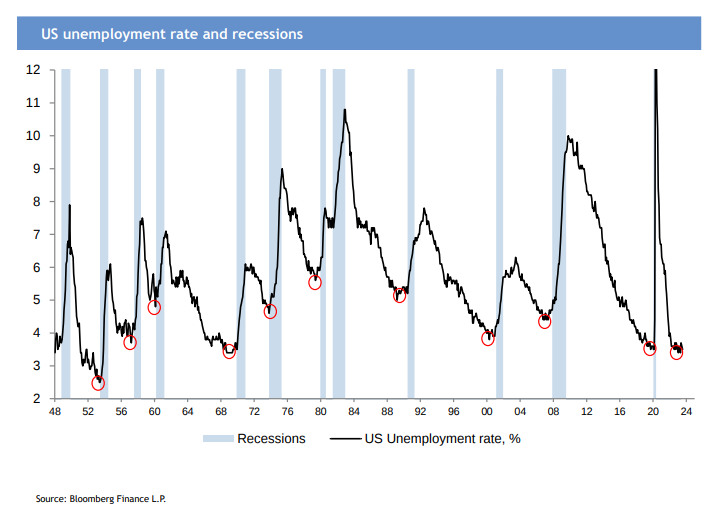 US unemployment rate and recessions
12
11
10
9
8
7
6
5
4
3
2
48 52 56 60 64 68 72 76 80 84 88 92 96 00 04 08 12 16 20 24
Recessions US Unemployment rate, %
Source: Bloomberg Finance L.P.